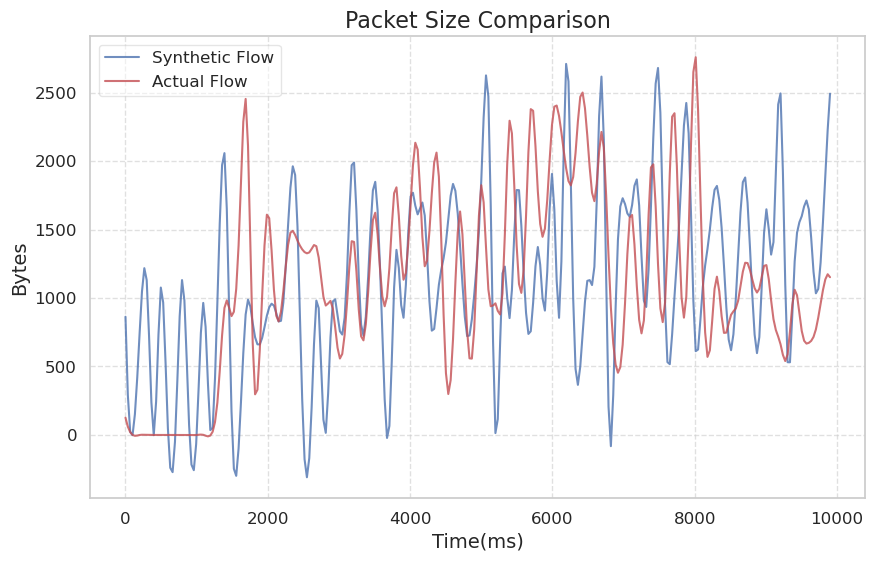 Packet Size Comparison
Synthetic Flow
Actual Flow
2500
2000
1500
1000
500
0
Bytes
0 2000 4000 6000 8000 10000
Time(ms)